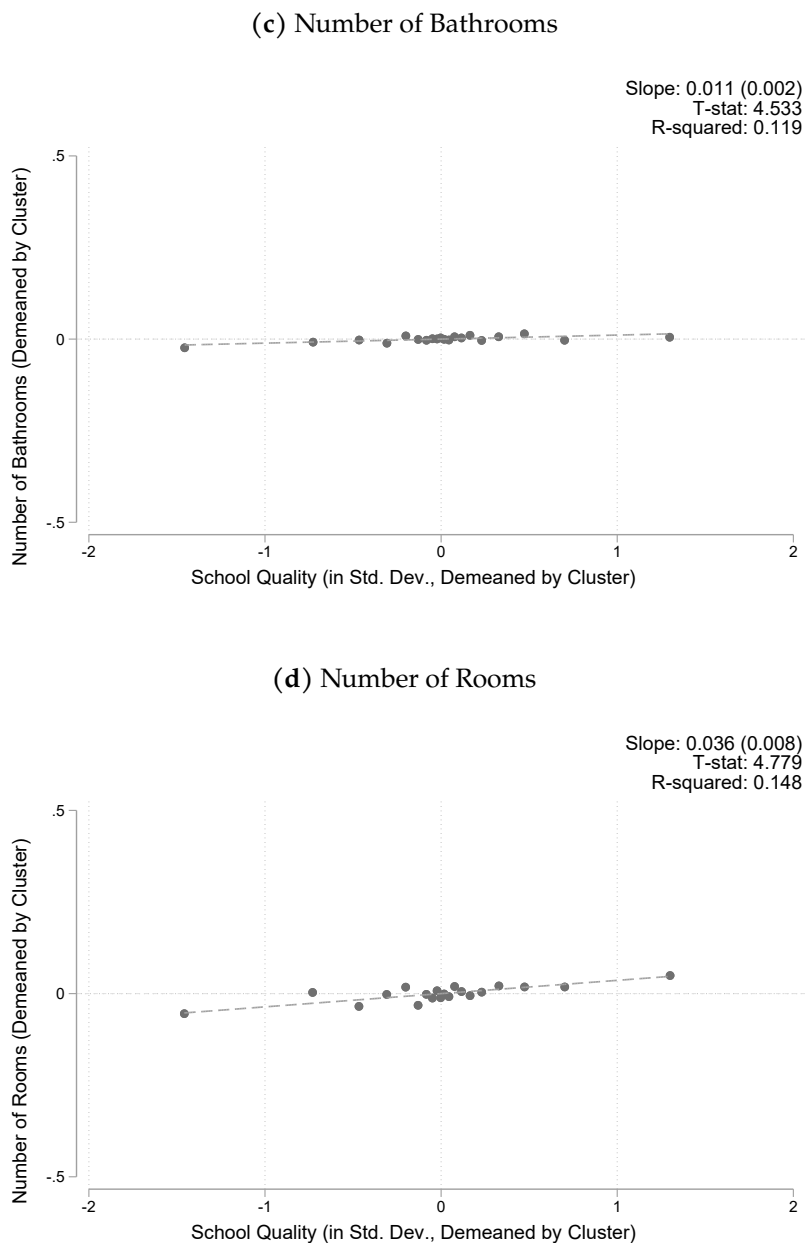 (c) Number of Bathrooms
Slope: 0.011 (0.002)
T-stat: 4.533
R-squared: 0.119
.5
0
-.5
Number of Bathrooms (Demeaned by Cluster)
-2 -1 0 1 2
School Quality (in Std. Dev., Demeaned by Cluster)
(d) Number of Rooms
Slope: 0.036 (0.008)
T-stat: 4.779
R-squared: 0.148
.5
0
-.5
Number of Rooms (Demeaned by Cluster)
-2 -1 0 1 2
School Quality (in Std. Dev., Demeaned by Cluster)